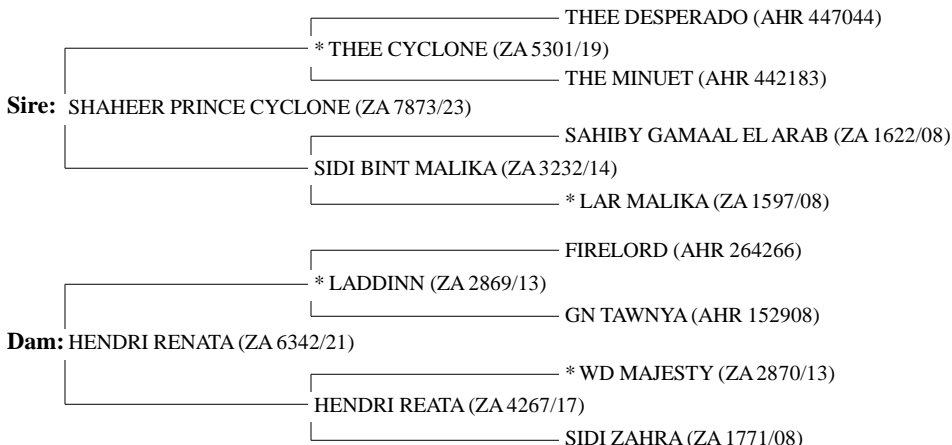 THEE DESPERADO (AHR 447044)
* THEE CYCLONE (ZA 5301/19)
THE MINUET (AHR 442183)
Sire: SHAHEER PRINCE CYCLONE (ZA 7873/23)
SAHIBY GAMAAL EL ARAB (ZA 1622/08)
SIDI BINT MALIKA (ZA 3232/14)
* LAR MALIKA (ZA 1597/08)
FIRELORD (AHR 264266)
* LADDINN (ZA 2869/13)
GN TAWNYA (AHR 152908)
Dam: HENDRI RENATA (ZA 6342/21)
* WD MAJESTY (ZA 2870/13)
HENDRI REATA (ZA 4267/17)
SIDI ZAHRA (ZA 1771/08)